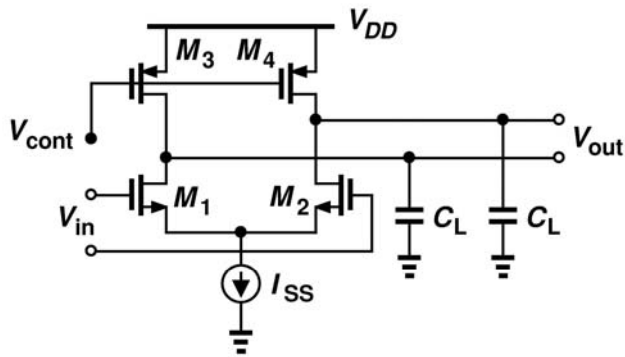 V_DD
M_3 M_4
V_cont
V_out
V_in
M_1 M_2
C_L C_L
I_SS